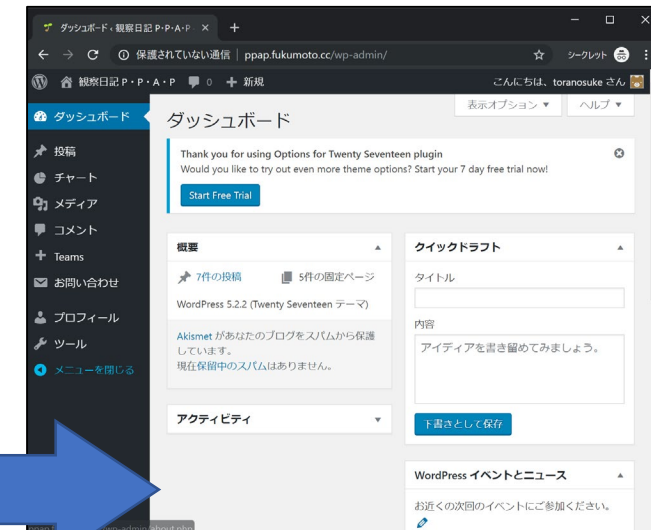 ダッシュボード ‹ 観察日記 P・P・A・P
保護されていない通信 | ppap.fukumoto.cc/wp-admin/
シークレット
観察日記 P・P・A・P 0 新規
こんにちは、toranosuke さん
ダッシュボード
表示オプション ▼
ヘルプ ▼
投稿
チャート
メディア
コメント
Teams
お問い合わせ
プロフィール
ツール
メニューを閉じる
ダッシュボード
Thank you for using Options for Twenty Seventeen plugin
Would you like to try out even more theme options? Start your 7 day free trial now!
Start Free Trial
概要
7件の投稿
5件の固定ページ
WordPress 5.2.2 (Twenty Seventeen テーマ)
Akismet があなたのブログをスパムから保護
しています。
現在保留中のスパムはありません。
アクティビティ
クイックドラフト
タイトル
内容
アイディアを書き留めてみましょう。
下書きとして保存
WordPress イベントとニュース
お近くの次回のイベントにご参加ください。